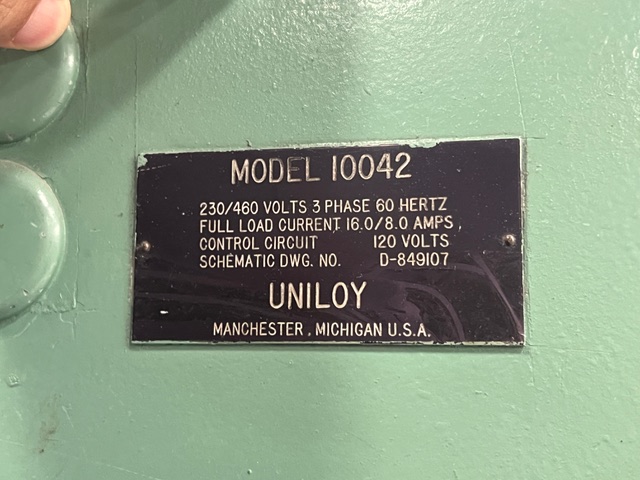 MODEL 10042
230/460 VOLTS 3 PHASE 60 HERTZ
FULL LOAD CURRENT 16.0/8.0 AMPS.
CONTROL CIRCUIT 120 VOLTS
SCHEMATIC DWG. NO. D-849107
UNILOY
MANCHESTER, MICHIGAN U.S.A.